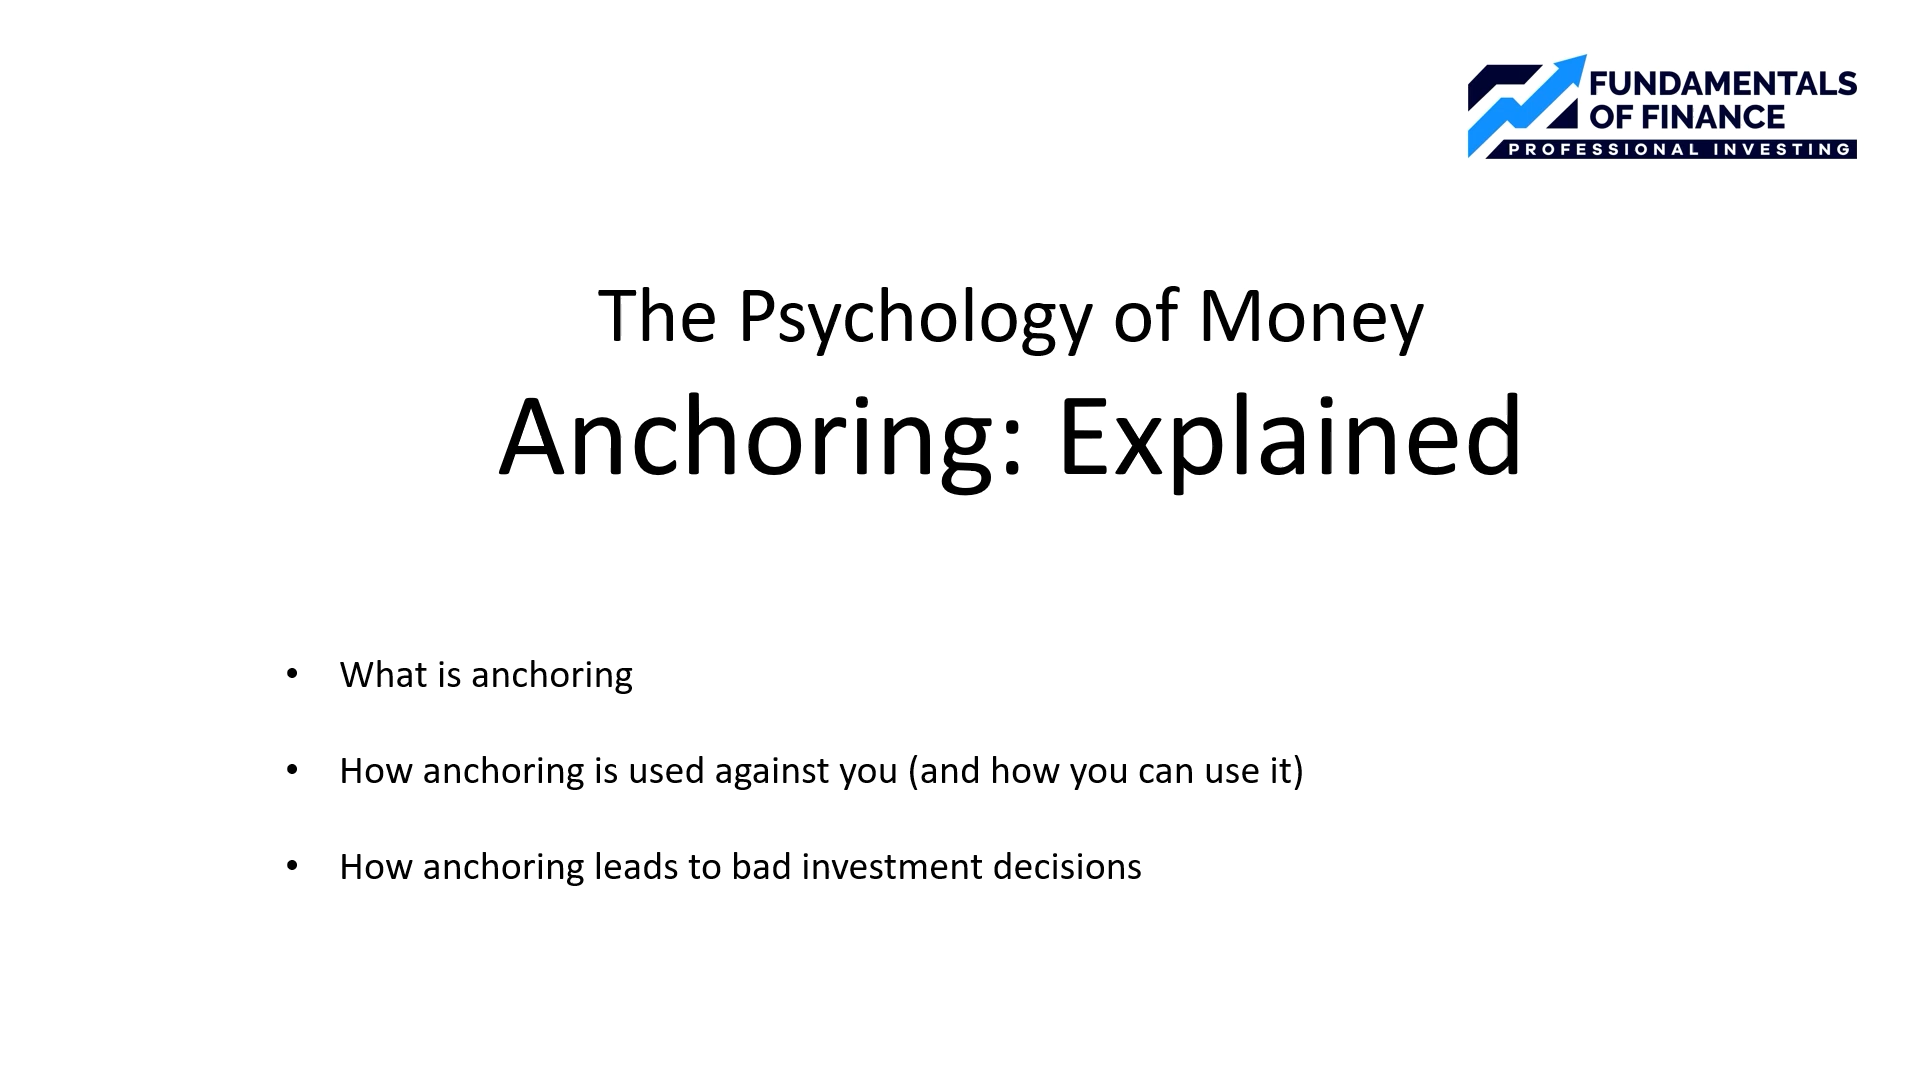 FUNDAMENTALS
OF FINANCE
PROFESSIONAL INVESTING
The Psychology of Money
Anchoring: Explained
• What is anchoring
• How anchoring is used against you (and how you can use it)
• How anchoring leads to bad investment decisions